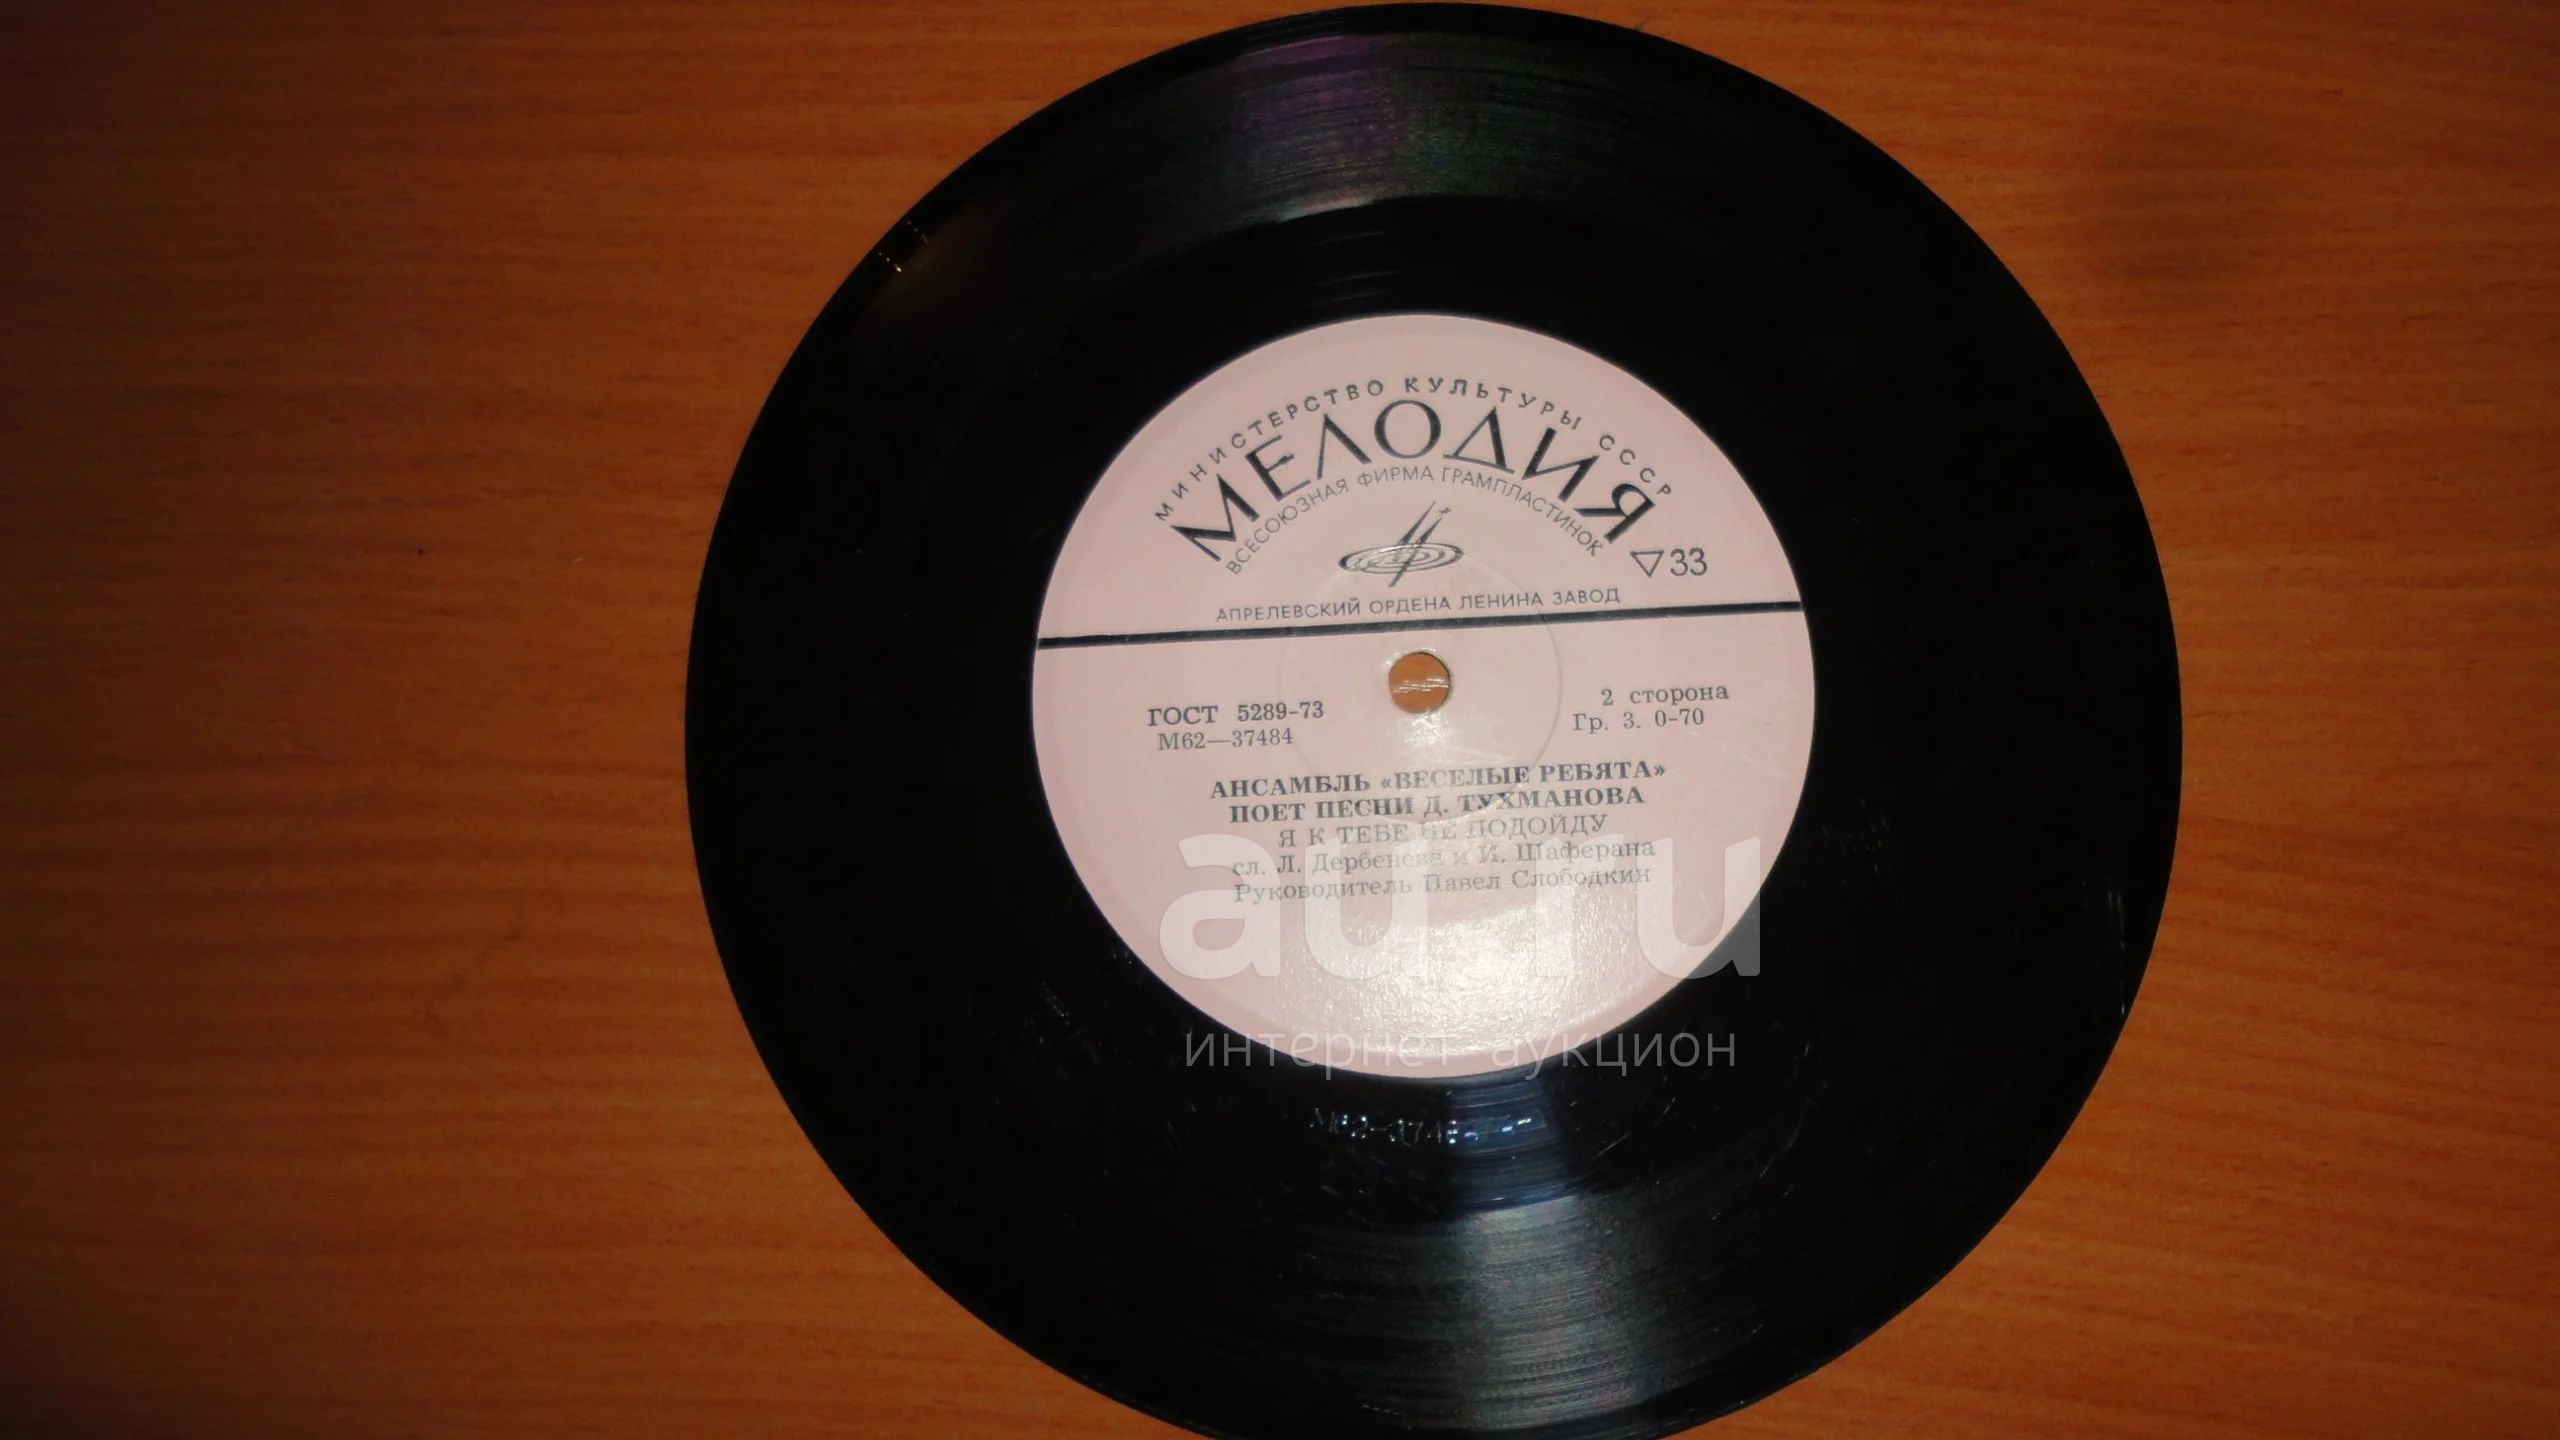 МИНИСТЕРСТВО КУЛЬТУРЫ СССР
МЕЛОДИЯ
ВСЕСОЮЗНАЯ ФИРМА ГРАМПЛАСТИНОК
▽33
АПРЕЛЕВСКИЙ ОРДЕНА ЛЕНИНА ЗАВОД
ГОСТ 5289-73
М62—37484
2 сторона
Гр. 3. 0-70
АНСАМБЛЬ «ВЕСЕЛЫЕ РЕБЯТА»
ПОЕТ ПЕСНИ Д. ТУХМАНОВА
Я К ТЕБЕ НЕ ПОДОЙДУ
сл. Л. Дербенева и И. Шаферана
Руководитель Павел Слободкин
au.ru
интернет аукцион